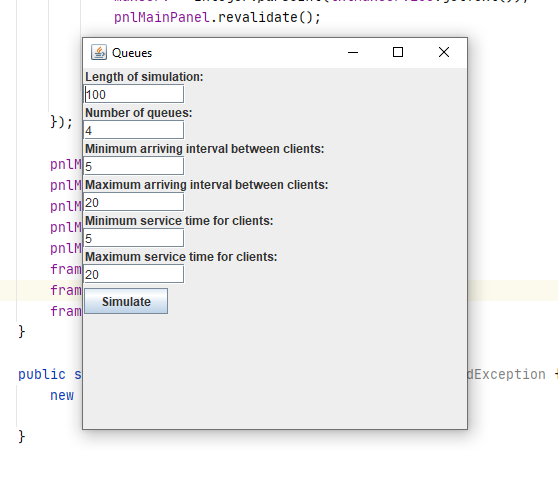 pnlMainPanel.revalidate();
Queues
Length of simulation:
100
Number of queues:
4
});
Minimum arriving interval between clients:
5
pnlM
Maximum arriving interval between clients:
pnlM
20
pnlM
Minimum service time for clients:
pnlM
5
pnlM
Maximum service time for clients:
fram
20
fram
Simulate
fram
}
public s dException {
new
}